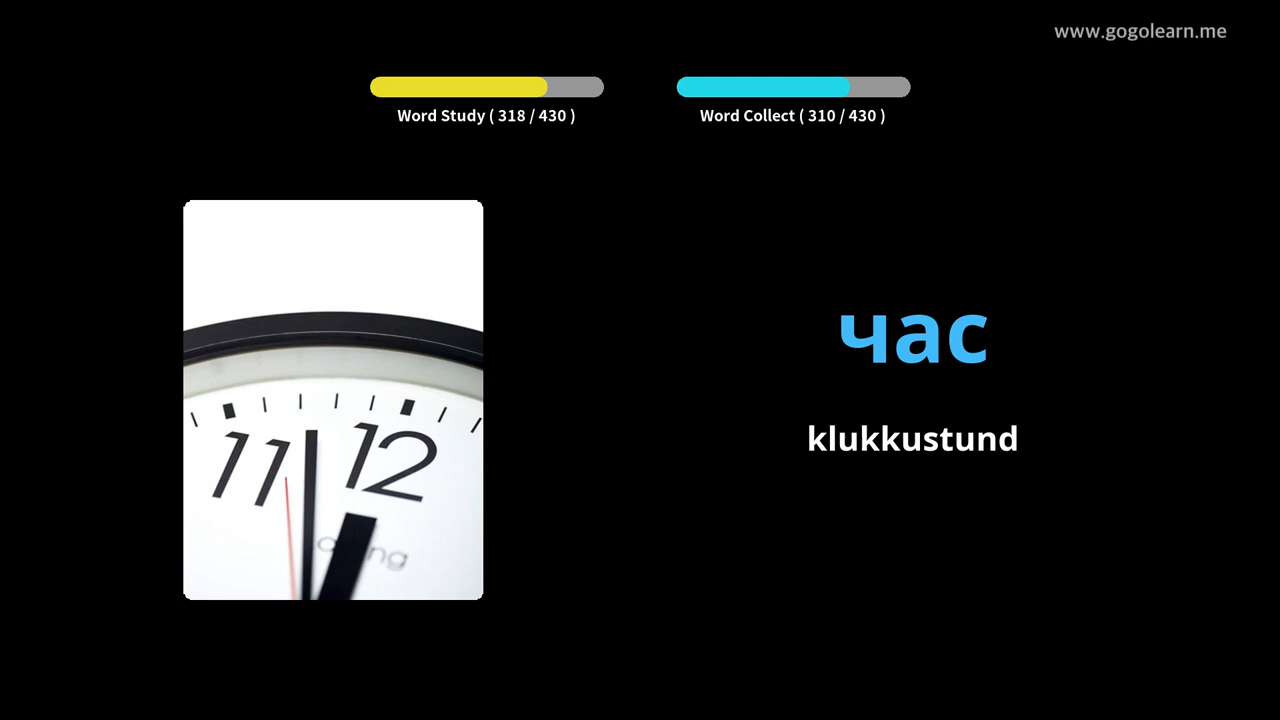 www.gogolearn.me
Word Study ( 318 / 430 )
Word Collect ( 310 / 430 )
час
klukkustund
11
12